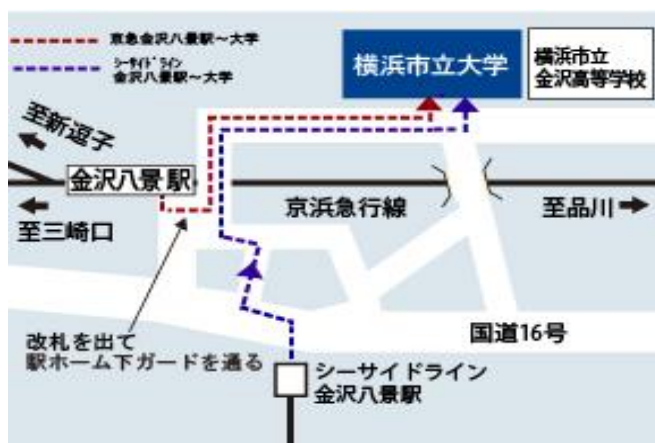 京急金沢八景駅～大学
シーサイドライン
金沢八景駅～大学
横浜市立大学
横浜市立
金沢高等学校
至新逗子
金沢八景駅
京浜急行線
至品川
至三崎口
改札を出て
駅ホーム下ガードを通る
国道16号
シーサイドライン
金沢八景駅